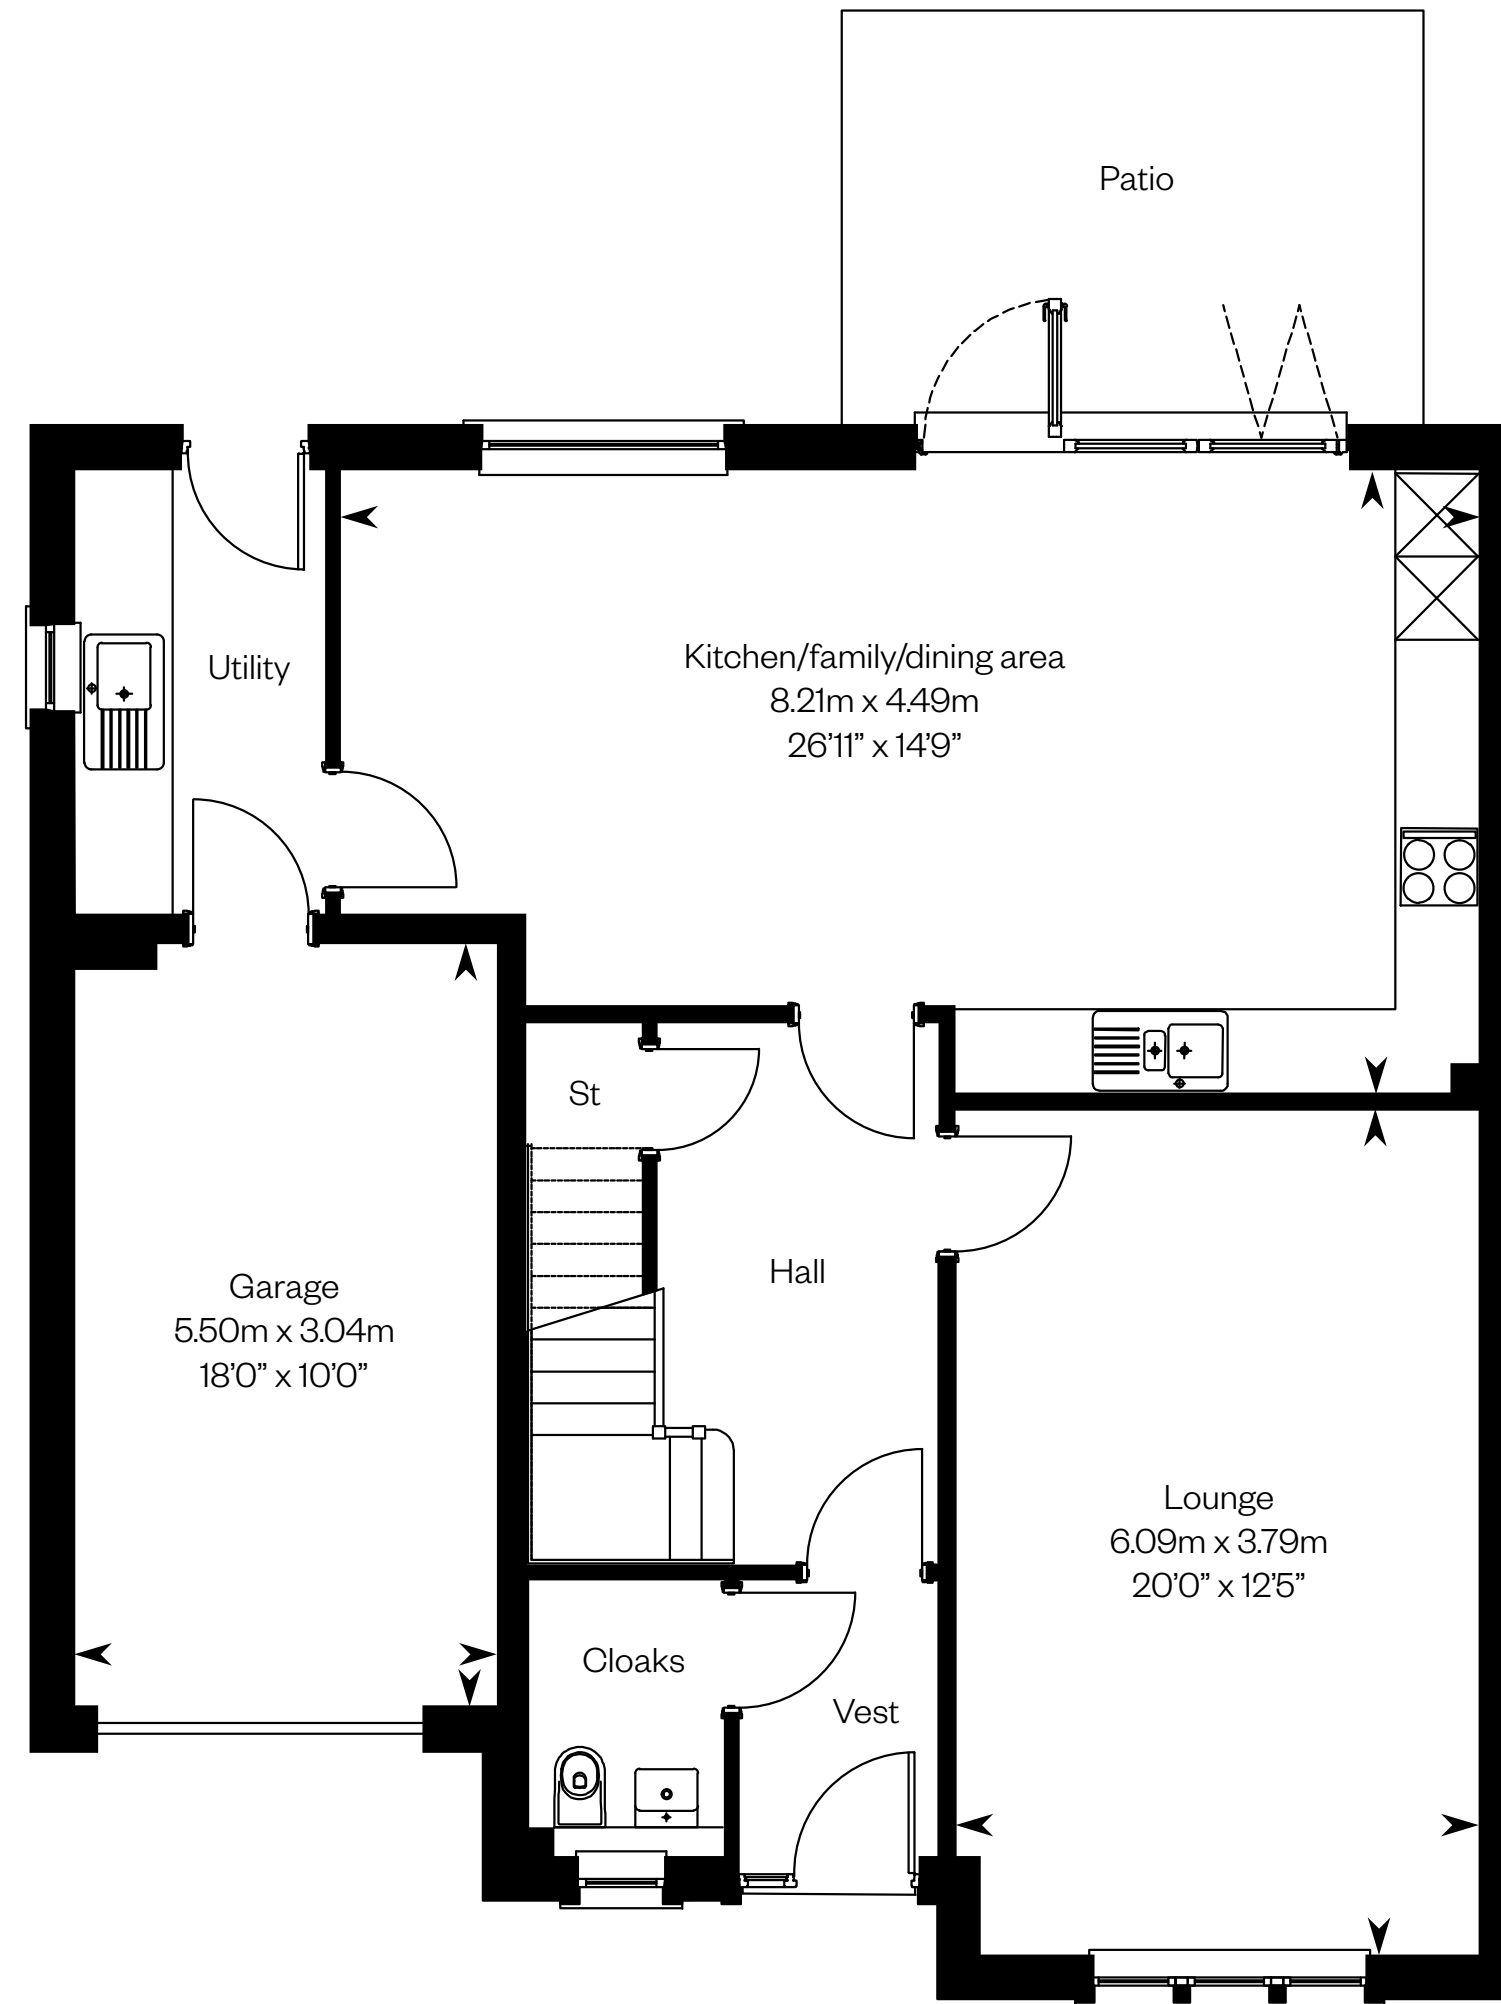 Patio
Utility
Kitchen/family/dining area
8.21m x 4.49m
26’11” x 14’9”
St
Hall
Garage
5.50m x 3.04m
18’0” x 10’0”
Lounge
6.09m x 3.79m
20’0” x 12’5”
Cloaks
Vest